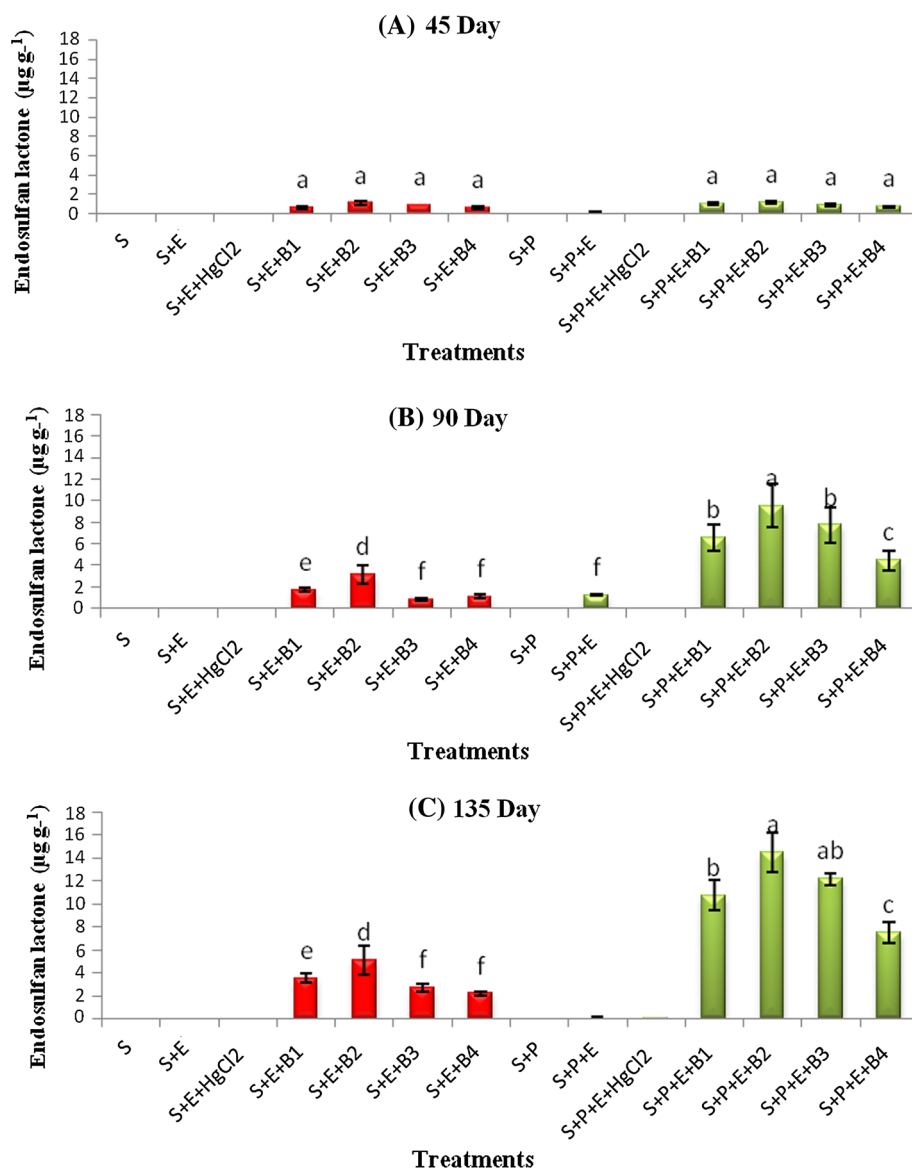 (A) 45 Day
Endosulfan lactone (µg g-1)
18
16
14
12
10
8
6
4
2
0
a
a
a
a
a
a
a
a
S
S+E
S+E+HgCl2
S+E+B1
S+E+B2
S+E+B3
S+E+B4
S+P
S+P+E
S+P+E+HgCl2
S+P+E+B1
S+P+E+B2
S+P+E+B3
S+P+E+B4
Treatments
(B) 90 Day
Endosulfan lactone (µg g-1)
18
16
14
12
10
8
6
4
2
0
e
d
f
f
f
b
a
b
c
S
S+E
S+E+HgCl2
S+E+B1
S+E+B2
S+E+B3
S+E+B4
S+P
S+P+E
S+P+E+HgCl2
S+P+E+B1
S+P+E+B2
S+P+E+B3
S+P+E+B4
Treatments
(C) 135 Day
Endosulfan lactone (µg g-1)
18
16
14
12
10
8
6
4
2
0
e
d
f
f
b
a
ab
c
S
S+E
S+E+HgCl2
S+E+B1
S+E+B2
S+E+B3
S+E+B4
S+P
S+P+E
S+P+E+HgCl2
S+P+E+B1
S+P+E+B2
S+P+E+B3
S+P+E+B4
Treatments